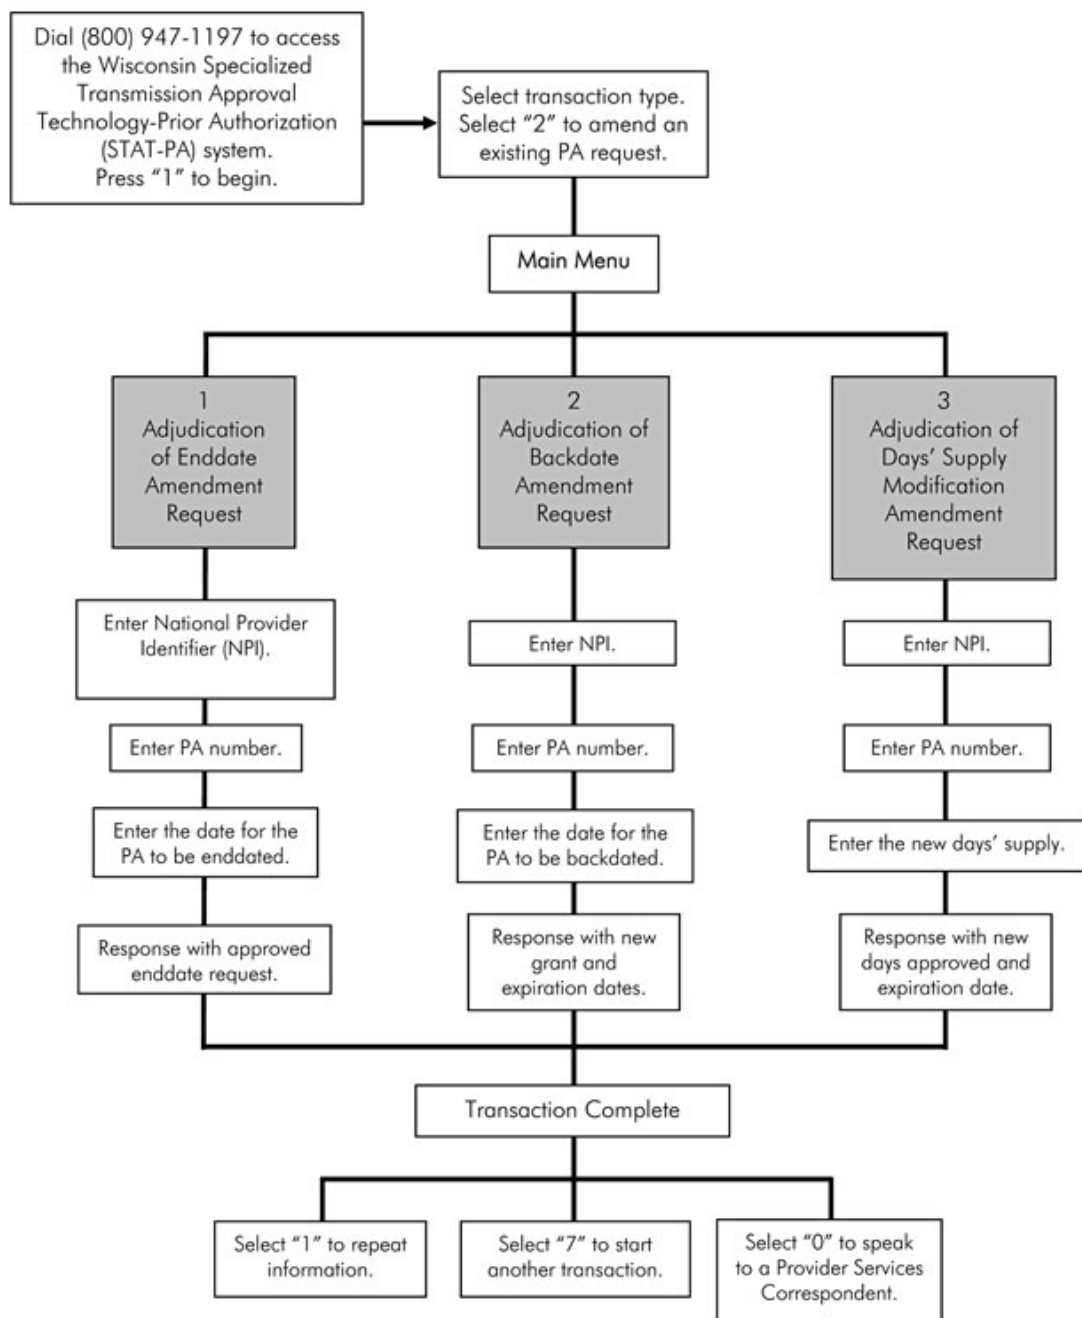 Dial (800) 947-1197 to access
the Wisconsin Specialized
Transmission Approval
Technology-Prior Authorization
(STAT-PA) system.
Press “1” to begin.
Select transaction type.
Select “2” to amend an
existing PA request.
Main Menu
1
Adjudication
of Enddate
Amendment
Request
2
Adjudication of
Backdate
Amendment
Request
3
Adjudication of
Days’ Supply
Modification
Amendment
Request
Enter National Provider
Identifier (NPI).
Enter NPI.
Enter NPI.
Enter PA number.
Enter PA number.
Enter PA number.
Enter the date for the
PA to be enddated.
Enter the date for the
PA to be backdated.
Enter the new days’ supply.
Response with approved
enddate request.
Response with new
grant and
expiration dates.
Response with new
days approved and
expiration date.
Transaction Complete
Select “1” to repeat
information.
Select “7” to start
another transaction.
Select “0” to speak
to a Provider Services
Correspondent.